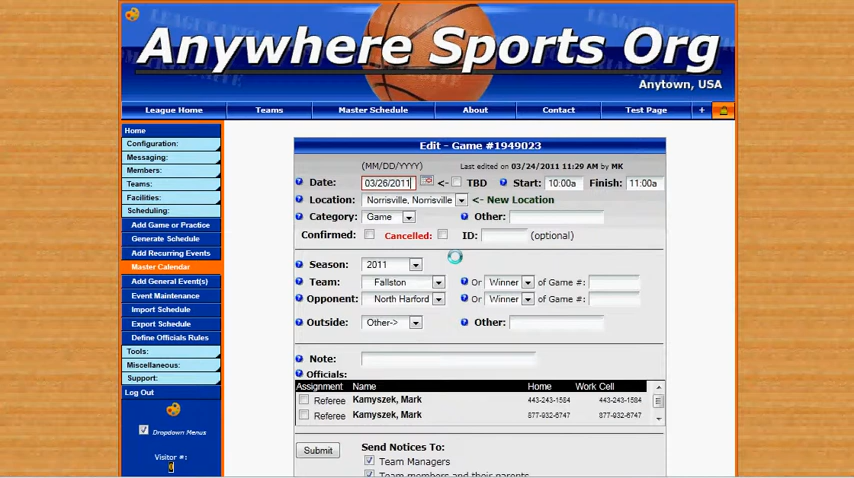 Anywhere Sports Org
Anytown, USA
League Home Teams Master Schedule About Contact Test Page +
Home
Configuration:
Messaging:
Members:
Teams:
Facilities:
Scheduling:
Add Game or Practice
Generate Schedule
Add Recurring Events
Master Calendar
Add General Event(s)
Event Maintenance
Import Schedule
Export Schedule
Define Officials Rules
Tools:
Miscellaneous:
Support:
Log Out
Dropdown Menus
Visitor #:
Edit - Game #1949023
(MM/DD/YYYY) Last edited on 03/24/2011 11:29 AM by MK
Date: 03/26/2011 <- TBD Start: 10:00a Finish: 11:00a
Location: Norrisville, Norrisville <- New Location
Category: Game Other:
Confirmed: Cancelled: ID: (optional)
Season: 2011
Team: Fallston Or Winner of Game #:
Opponent: North Harford Or Winner of Game #:
Outside: Other-> Other:
Note:
Officials:
Assignment Name Home Work Cell
Referee Kamyszek, Mark 443-243-1584 443-243-1584
Referee Kamyszek, Mark 877-932-6747 877-932-6747
Submit Send Notices To:
Team Managers
Team members and their parents